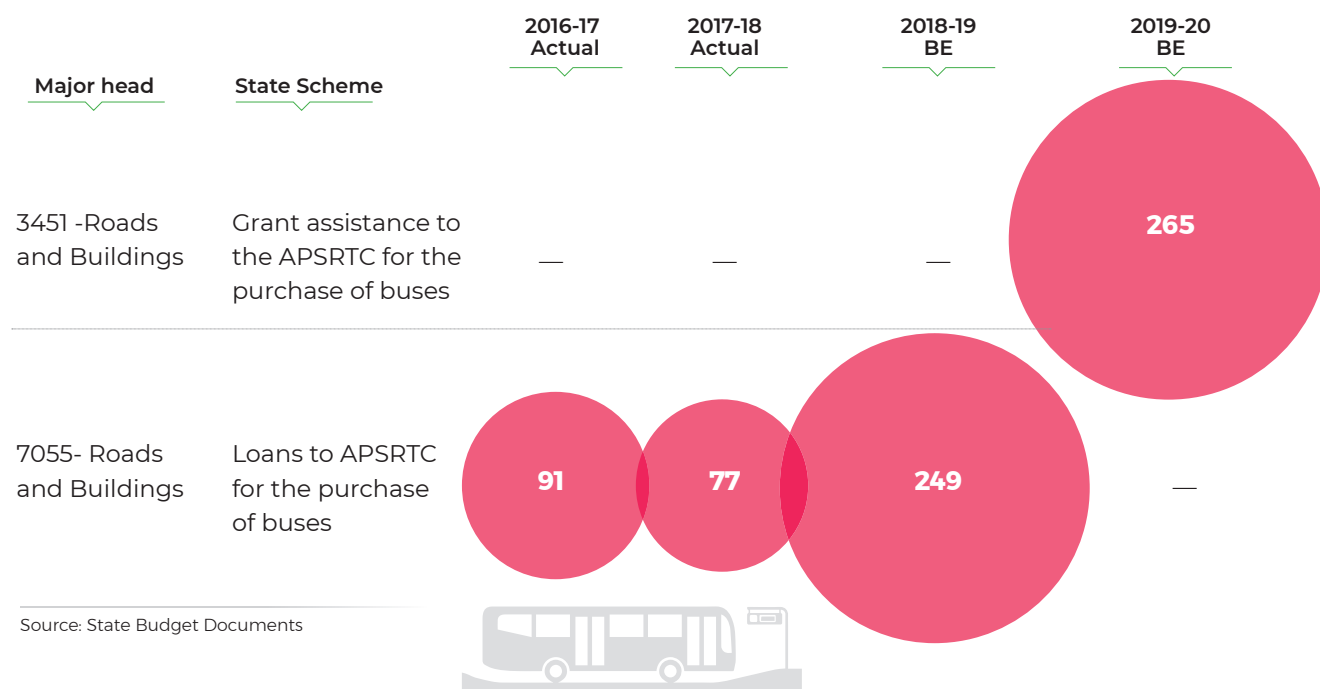 2016-17
Actual
2017-18
Actual
2018-19
BE
2019-20
BE
Major head
State Scheme
3451 -Roads
and Buildings
Grant assistance to
the APSRTC for the
purchase of buses
—
—
—
265
7055- Roads
and Buildings
Loans to APSRTC
for the purchase
of buses
91
77
249
—
Source: State Budget Documents